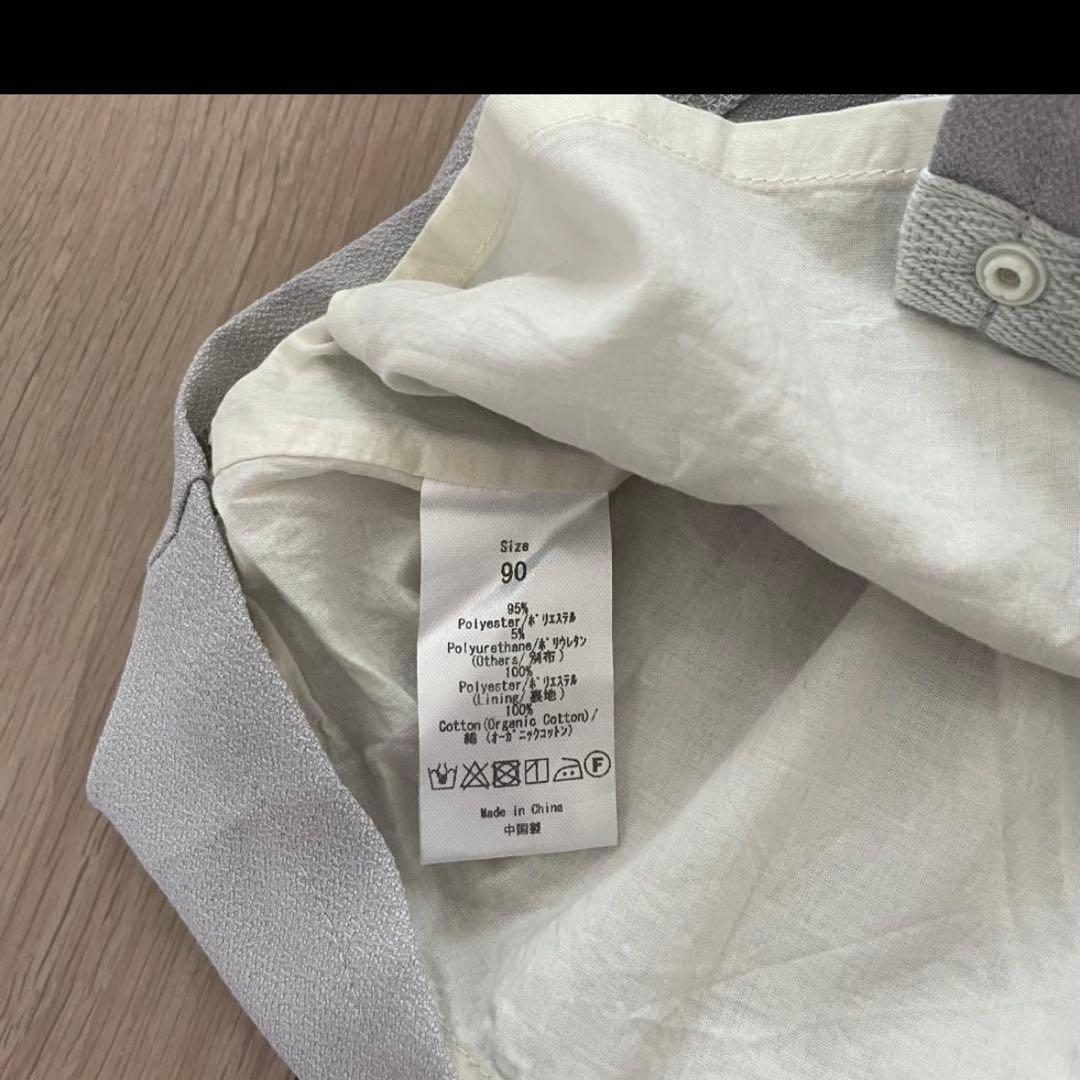 Size
90
95%
Polyester/ポリエステル
5%
Polyurethane/ポリウレタン
(Others/ 別布)
100%
Polyester/ポリエステル
(Lining/ 裏地)
100%
Cotton(Organic Cotton)/
綿 (オーガニックコットン)
F
Made in China
中国製